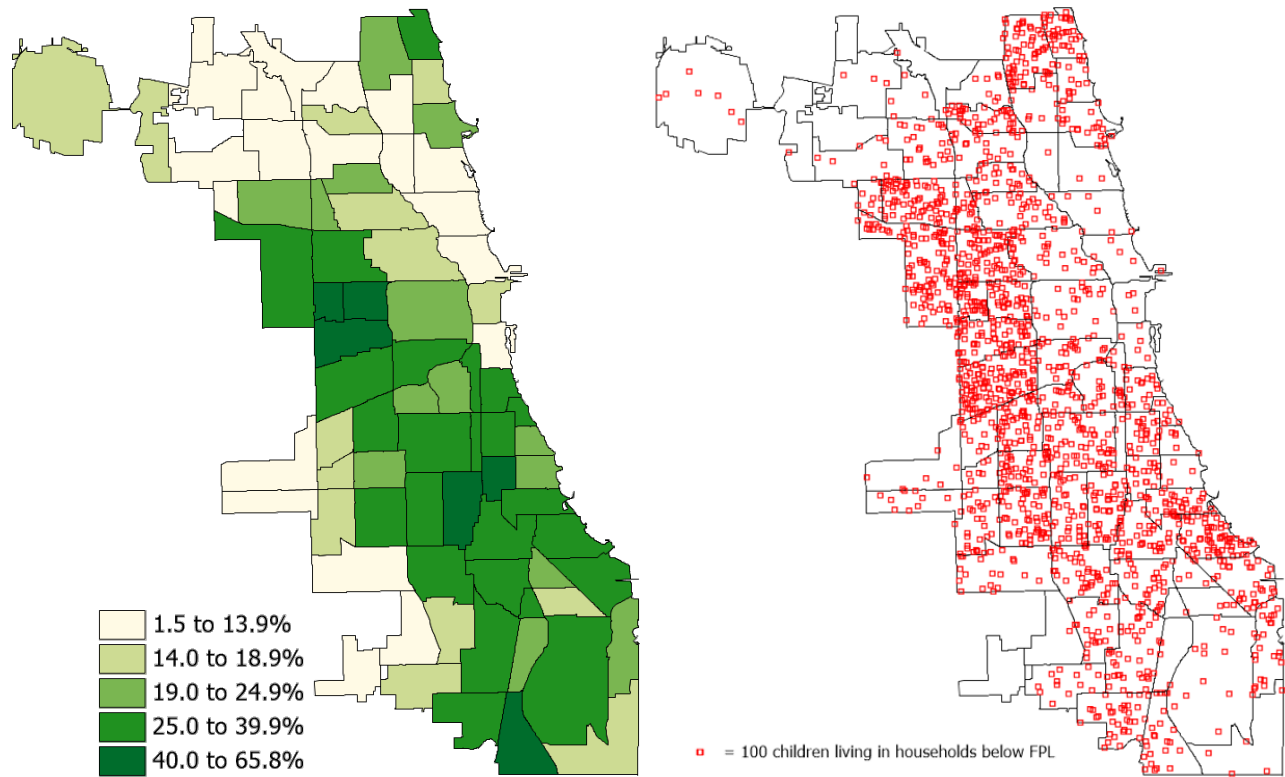 1.5 to 13.9%
14.0 to 18.9%
19.0 to 24.9%
25.0 to 39.9%
40.0 to 65.8%
= 100 children living in households below FPL